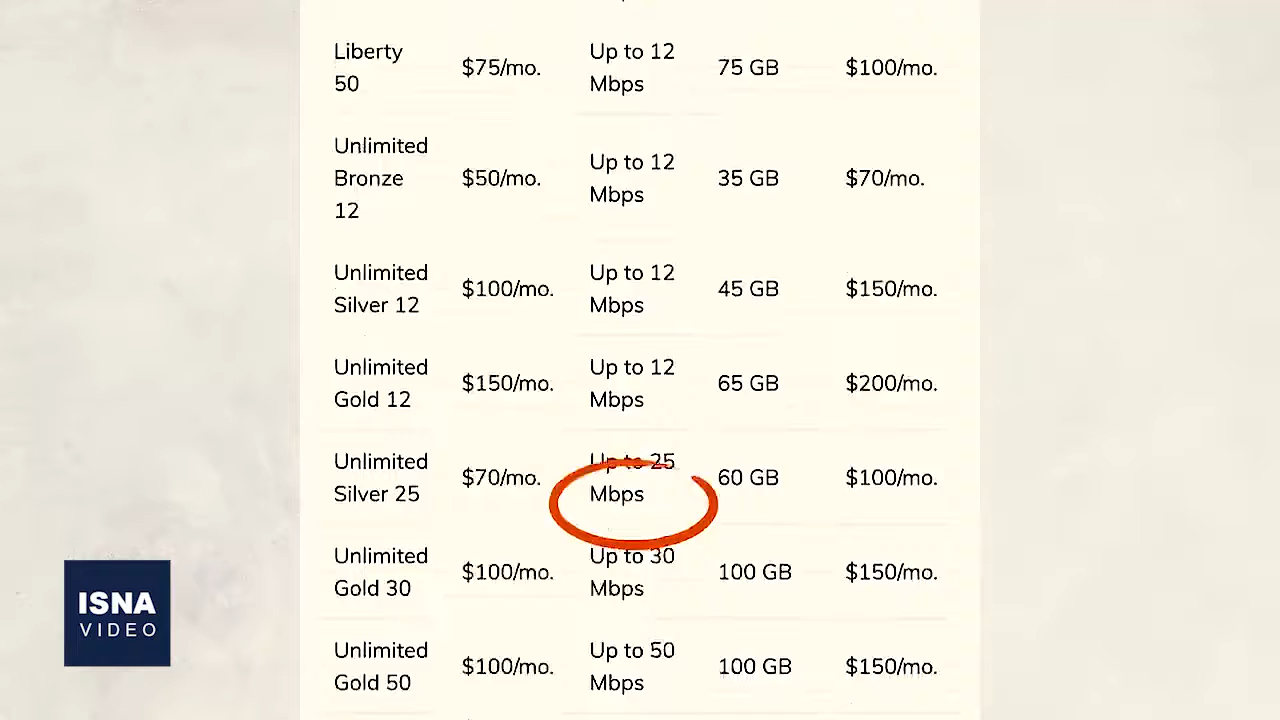 Liberty
50
$75/mo.
Up to 12
Mbps
75 GB
$100/mo.
Unlimited
Bronze
12
$50/mo.
Up to 12
Mbps
35 GB
$70/mo.
Unlimited
Silver 12
$100/mo.
Up to 12
Mbps
45 GB
$150/mo.
Unlimited
Gold 12
$150/mo.
Up to 12
Mbps
65 GB
$200/mo.
Unlimited
Silver 25
$70/mo.
Up to 25
Mbps
60 GB
$100/mo.
Unlimited
Gold 30
$100/mo.
Up to 30
Mbps
100 GB
$150/mo.
Unlimited
Gold 50
$100/mo.
Up to 50
Mbps
100 GB
$150/mo.
ISNA
VIDEO